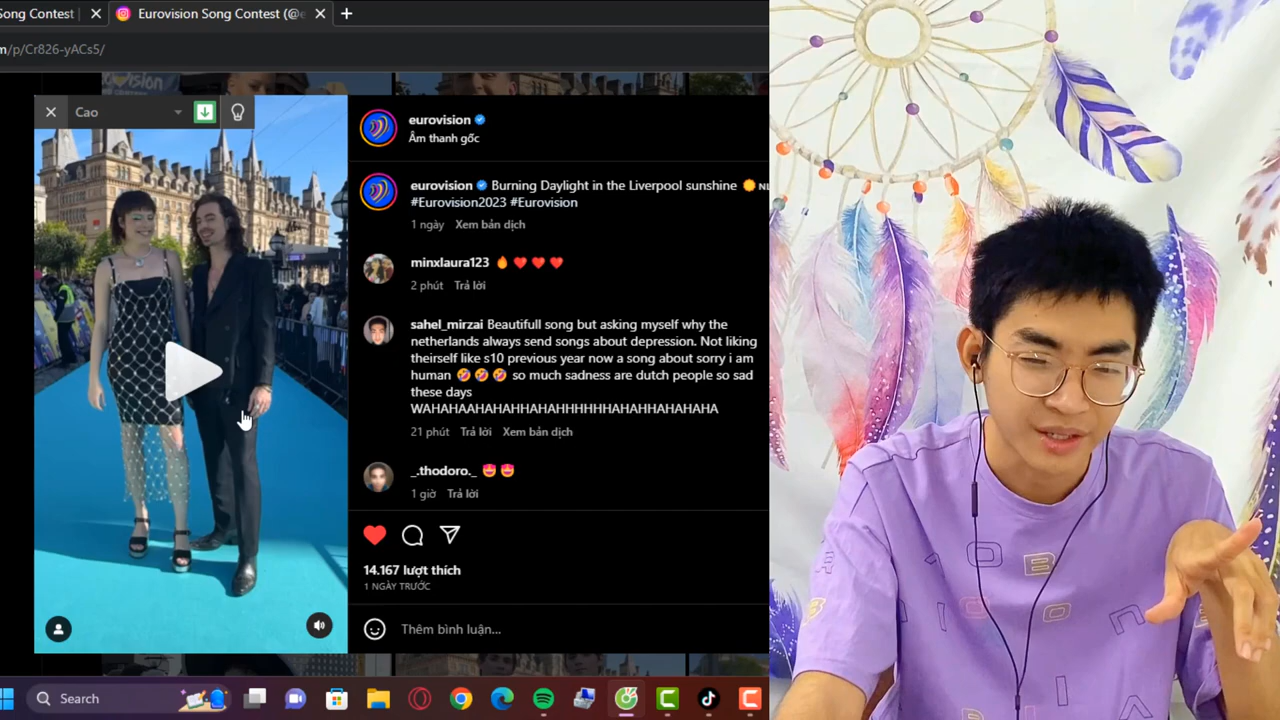 Song Contest
Eurovision Song Contest (@e
m/p/Cr826-yACs5/
Cao
eurovision
Âm thanh gốc
eurovision Burning Daylight in the Liverpool sunshine 🌞 NL
#Eurovision2023 #Eurovision
1 ngày Xem bản dịch
minxlaura123 🔥 ❤️ ❤️ ❤️
2 phút Trả lời
sahel_mirzai Beautifull song but asking myself why the
netherlands always send songs about depression. Not liking
theirself like s10 previous year now a song about sorry i am
human 🤣 🤣 🤣 so much sadness are dutch people so sad
these days
WAHAHAAHAHAHHAHAHHHHHHAHAHHAHAHAHA
21 phút Trả lời Xem bản dịch
_.thodoro._ 🤩 🤩
1 giờ Trả lời
14.167 lượt thích
1 NGÀY TRƯỚC
Thêm bình luận...
Search